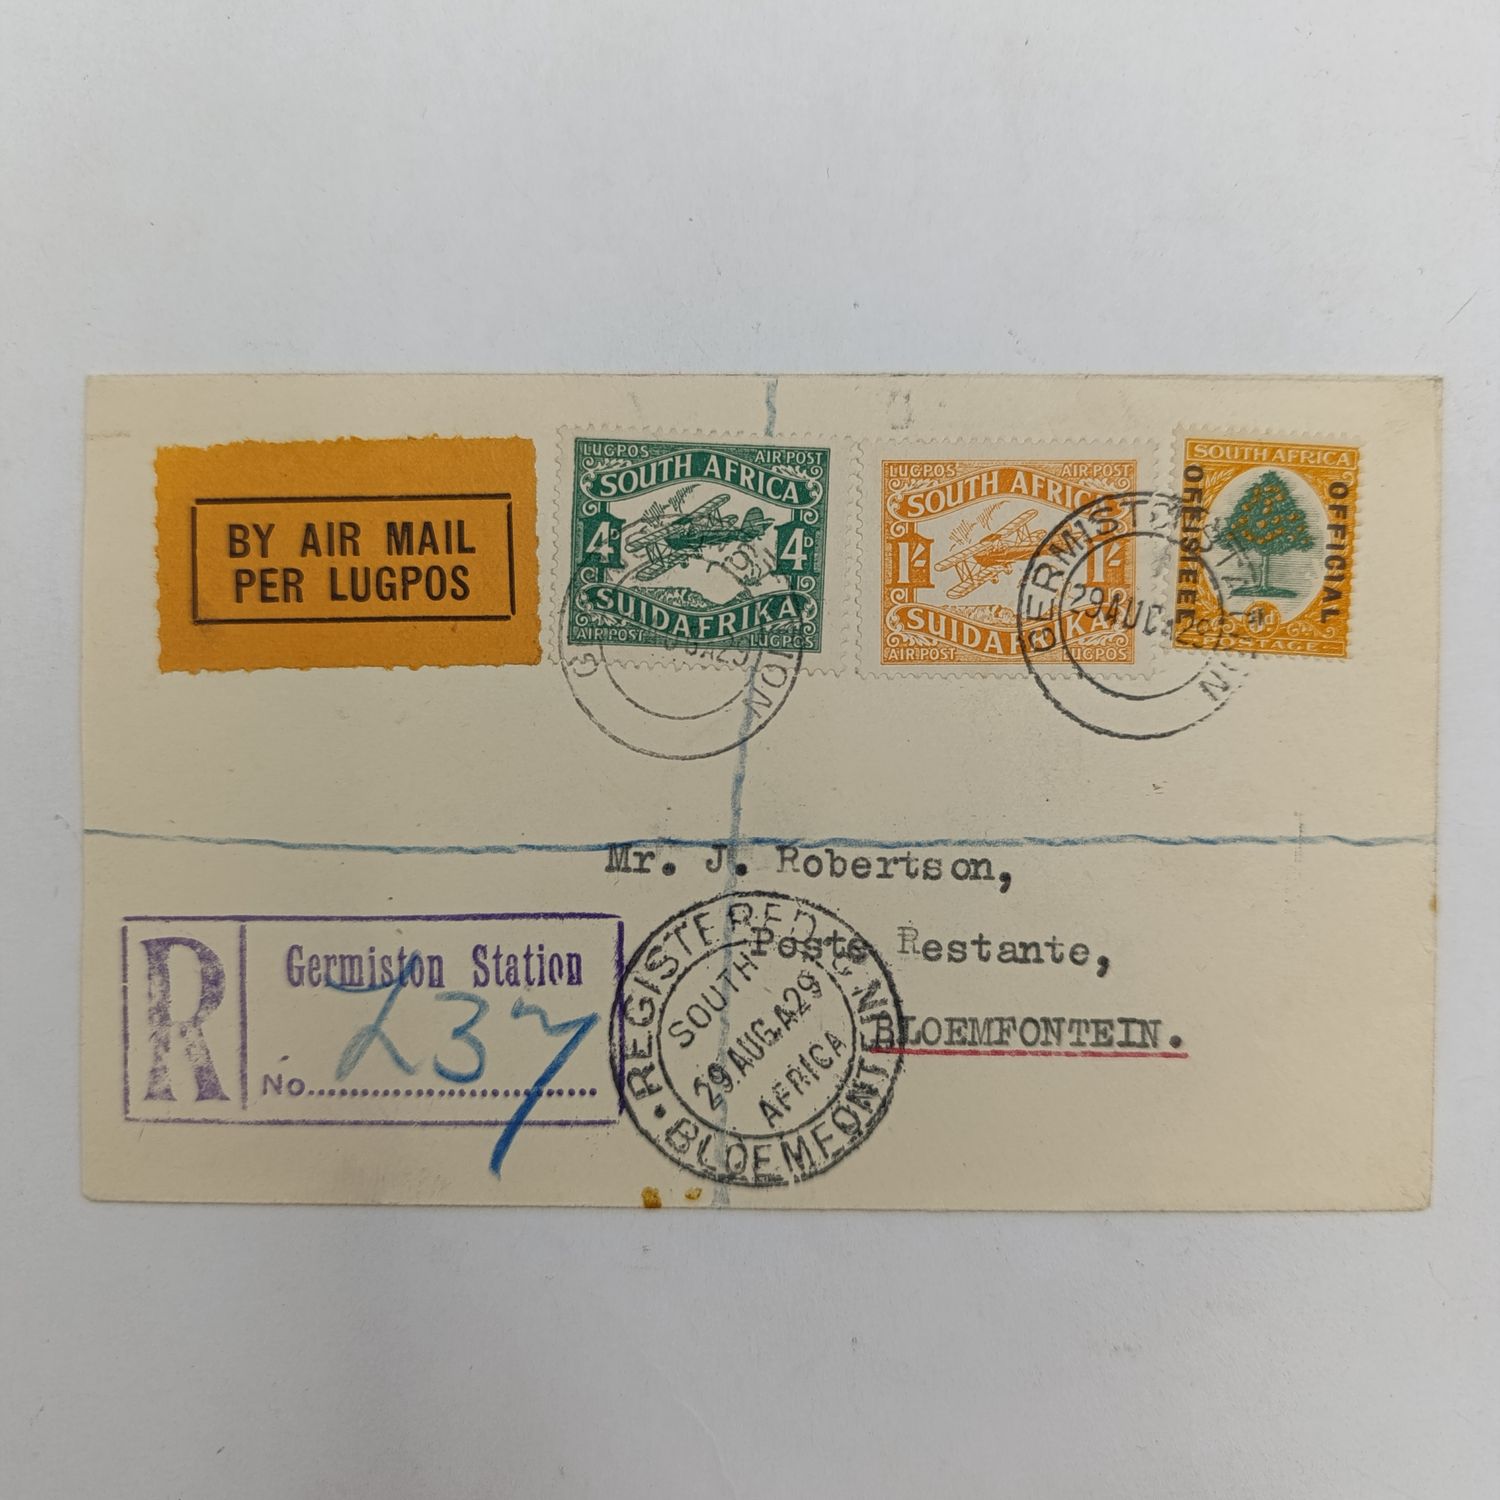 BY AIR MAIL
PER LUGPOS
LUGPOS AIR POST
SOUTH AFRICA
4D 4D
SUIDAFRIKA
AIR POST LUGPOS
LUGPOS AIR POST
SOUTH AFRICA
1/- 1/-
SUIDAFRIKA
AIR POST LUGPOS
SOUTH AFRICA
OFFISIEEL
OFFICIAL
6d
POSTAGE
29 AUG 29
Mr. J. Robertson,
Poste Restante,
BLOEMFONTEIN.
R
Germiston Station
No. 237
REGISTERED
BLOEMFONTEIN
SOUTH
29.AUG.A29
AFRICA